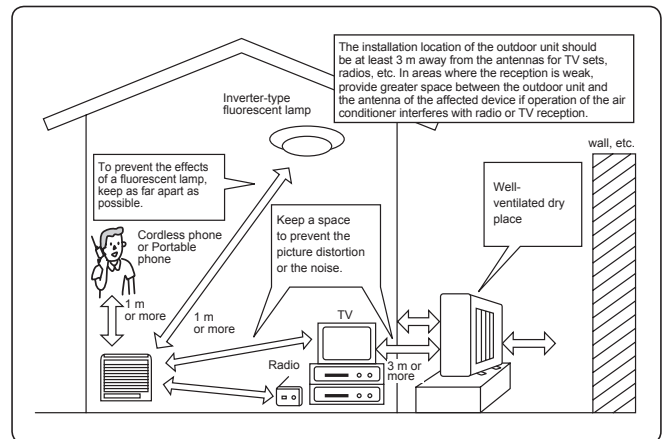 The installation location of the outdoor unit should
be at least 3 m away from the antennas for TV sets,
radios, etc. In areas where the reception is weak,
provide greater space between the outdoor unit and
the antenna of the affected device if operation of the air
conditioner interferes with radio or TV reception.
Inverter-type
fluorescent lamp
wall, etc.
To prevent the effects
of a fluorescent lamp,
keep as far apart as
possible.
Well-
ventilated dry
place
Cordless phone
or Portable
phone
Keep a space
to prevent the
picture distortion
or the noise.
1 m
or more
1 m
or more
TV
Radio
3 m or
more